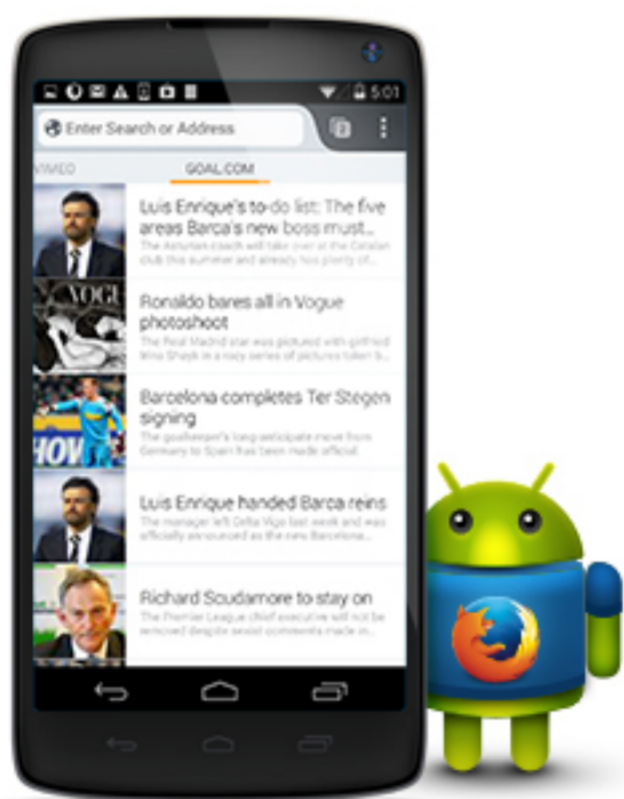 5:01
Enter Search or Address
VIMEO
GOAL.COM
Luis Enrique's to-do list: The five
areas Barca's new boss must...
The Asturian coach will take over at the Catalan
club this summer and already has plenty of...
VOGU
Ronaldo bares all in Vogue
photoshoot
The Real Madrid star was pictured with girlfriend
Irina Shayk in a racy series of pictures taken b...
Barcelona completes Ter Stegen
signing
The goalkeeper's long-anticipate move from
Germany to Spain has been made official
HOW
Luis Enrique handed Barca reins
The manager left Celta Vigo last week and was
officially announced as the new Barcelona...
Richard Scudamore to stay on
The Premier League chief executive will not be
removed despite sexist comments made in...